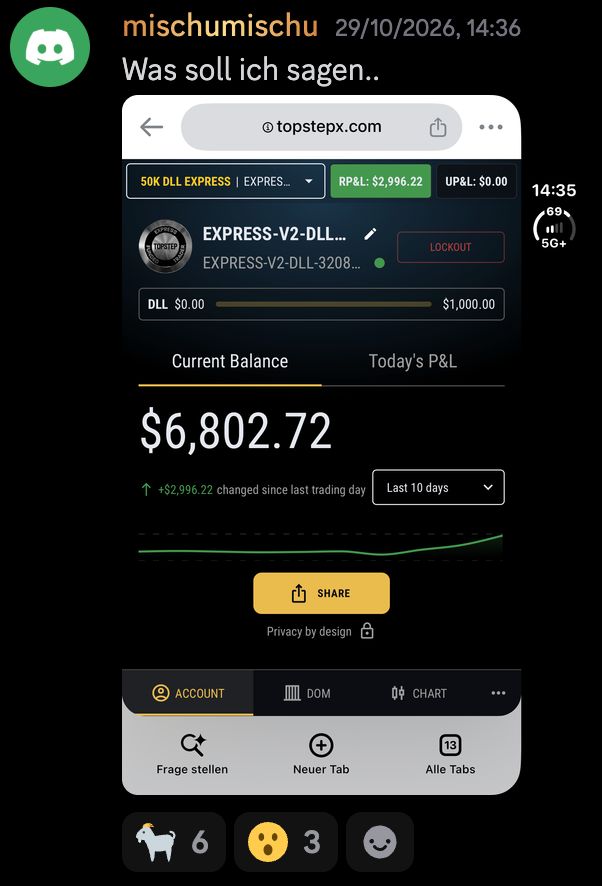 mischumischu 29/10/2026, 14:36
Was soll ich sagen..
topstepx.com
50K DLL EXPRESS | EXPRES...
RP&L: $2,996.22
UP&L: $0.00
14:35
69
5G+
EXPRESS-V2-DLL...
EXPRESS-V2-DLL-3208...
LOCKOUT
TOPSTEP
DLL $0.00
$1,000.00
Current Balance
Today's P&L
$6,802.72
+$2,996.22 changed since last trading day
Last 10 days
SHARE
Privacy by design
ACCOUNT
DOM
CHART
Frage stellen
Neuer Tab
13
Alle Tabs
6
3